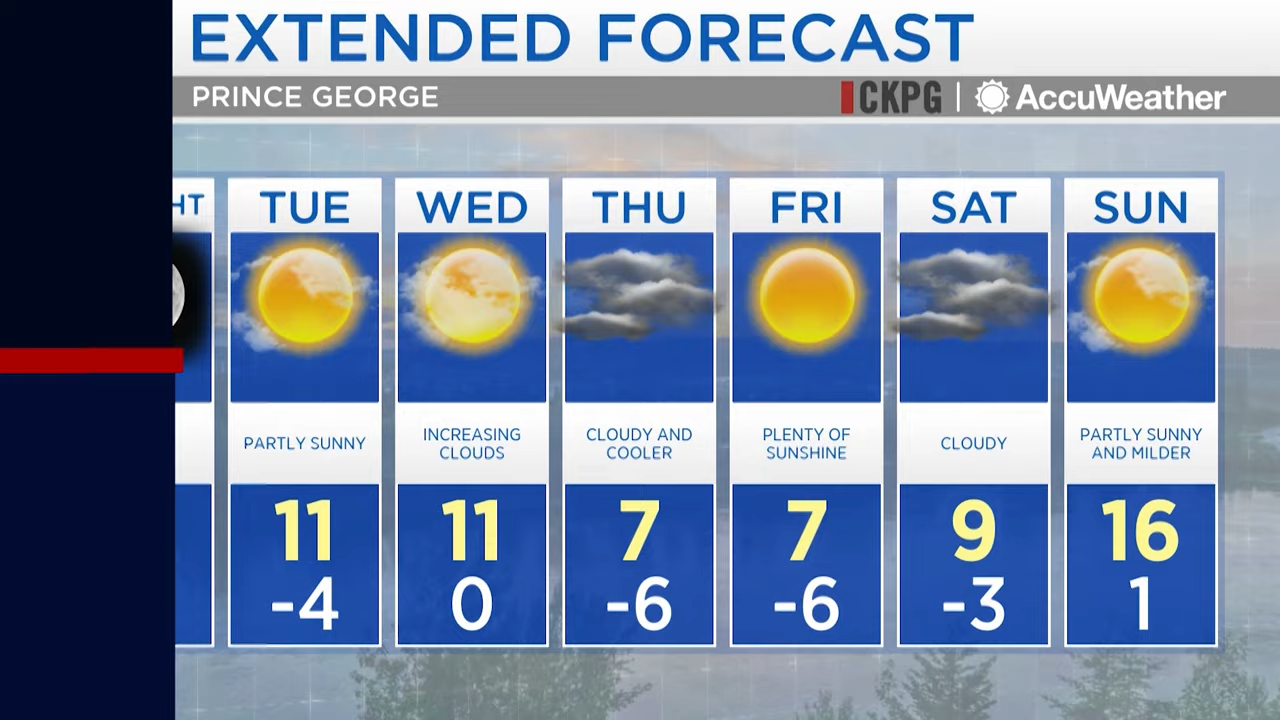 EXTENDED FORECAST
PRINCE GEORGE
CKPG | AccuWeather
HT TUE WED THU FRI SAT SUN
PARTLY SUNNY
INCREASING
CLOUDS
CLOUDY AND
COOLER
PLENTY OF
SUNSHINE
CLOUDY
PARTLY SUNNY
AND MILDER
11 11 7 7 9 16
-4 0 -6 -6 -3 1